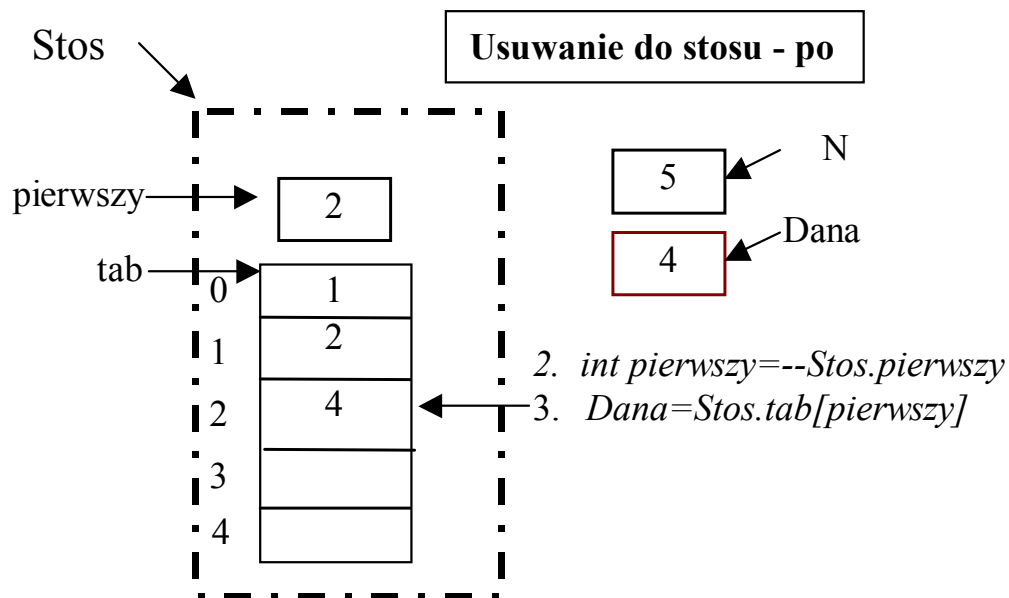 Stos
Usuwanie do stosu - po
N
5
pierwszy
2
Dana
4
tab
0
1
1
2
2
4
2. int pierwszy=--Stos.pierwszy
3. Dana=Stos.tab[pierwszy]
3
4